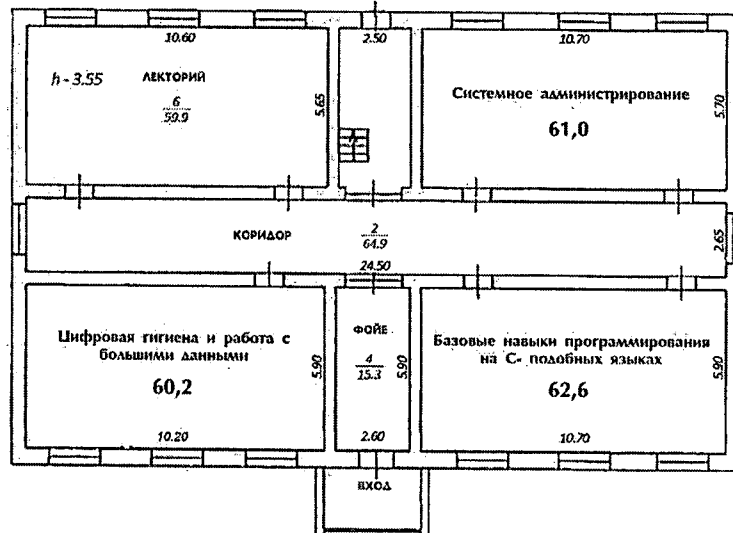 10.60
2.50
10.70
h - 3.55
ЛЕКТОРИЙ
6
59.9
5.65
Системное администрирование
61,0
5.70
КОРИДОР
2
64.9
24.50
2.65
Цифровая гигиена и работа с
большими данными
60,2
5.90
10.20
ФОЙЕ
4
15.3
5.90
2.60
Базовые навыки программирования
на С- подобных языках
62,6
5.90
10.70
ВХОД